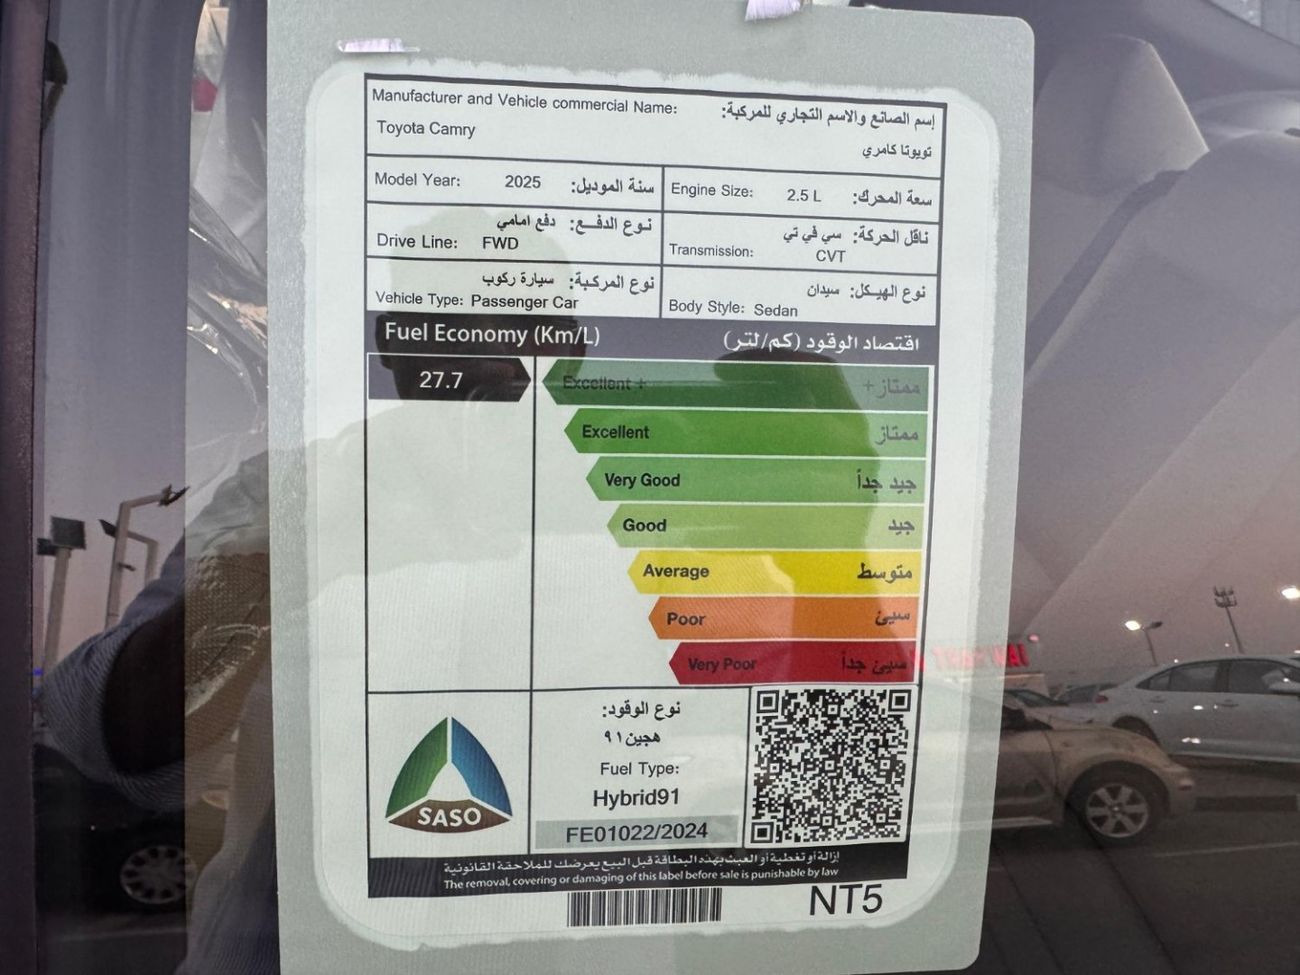 Manufacturer and Vehicle commercial Name: إسم الصانع والاسم التجاري للمركبة:
Toyota Camry تويوتا كامري
Model Year: 2025 سنة الموديل:
Engine Size: 2.5 L سعة المحرك:
نوع الدفع: دفع امامي
Drive Line: FWD
ناقل الحركة: سي في تي
Transmission: CVT
نوع المركبة: سيارة ركوب
Vehicle Type: Passenger Car
نوع الهيكل: سيدان
Body Style: Sedan
Fuel Economy (Km/L) اقتصاد الوقود (كم/لتر)
27.7
Excellent + ممتاز +
Excellent ممتاز
Very Good جيد جداً
Good جيد
Average متوسط
Poor سيئ
Very Poor سيئ جداً
SASO
نوع الوقود:
هجين٩١
Fuel Type:
Hybrid91
FE01022/2024
إزالة أو تغطية أو العبث بهذه البطاقة قبل البيع يعرضك للملاحقة القانونية
The removal, covering or damaging of this label before sale is punishable by law
NT5